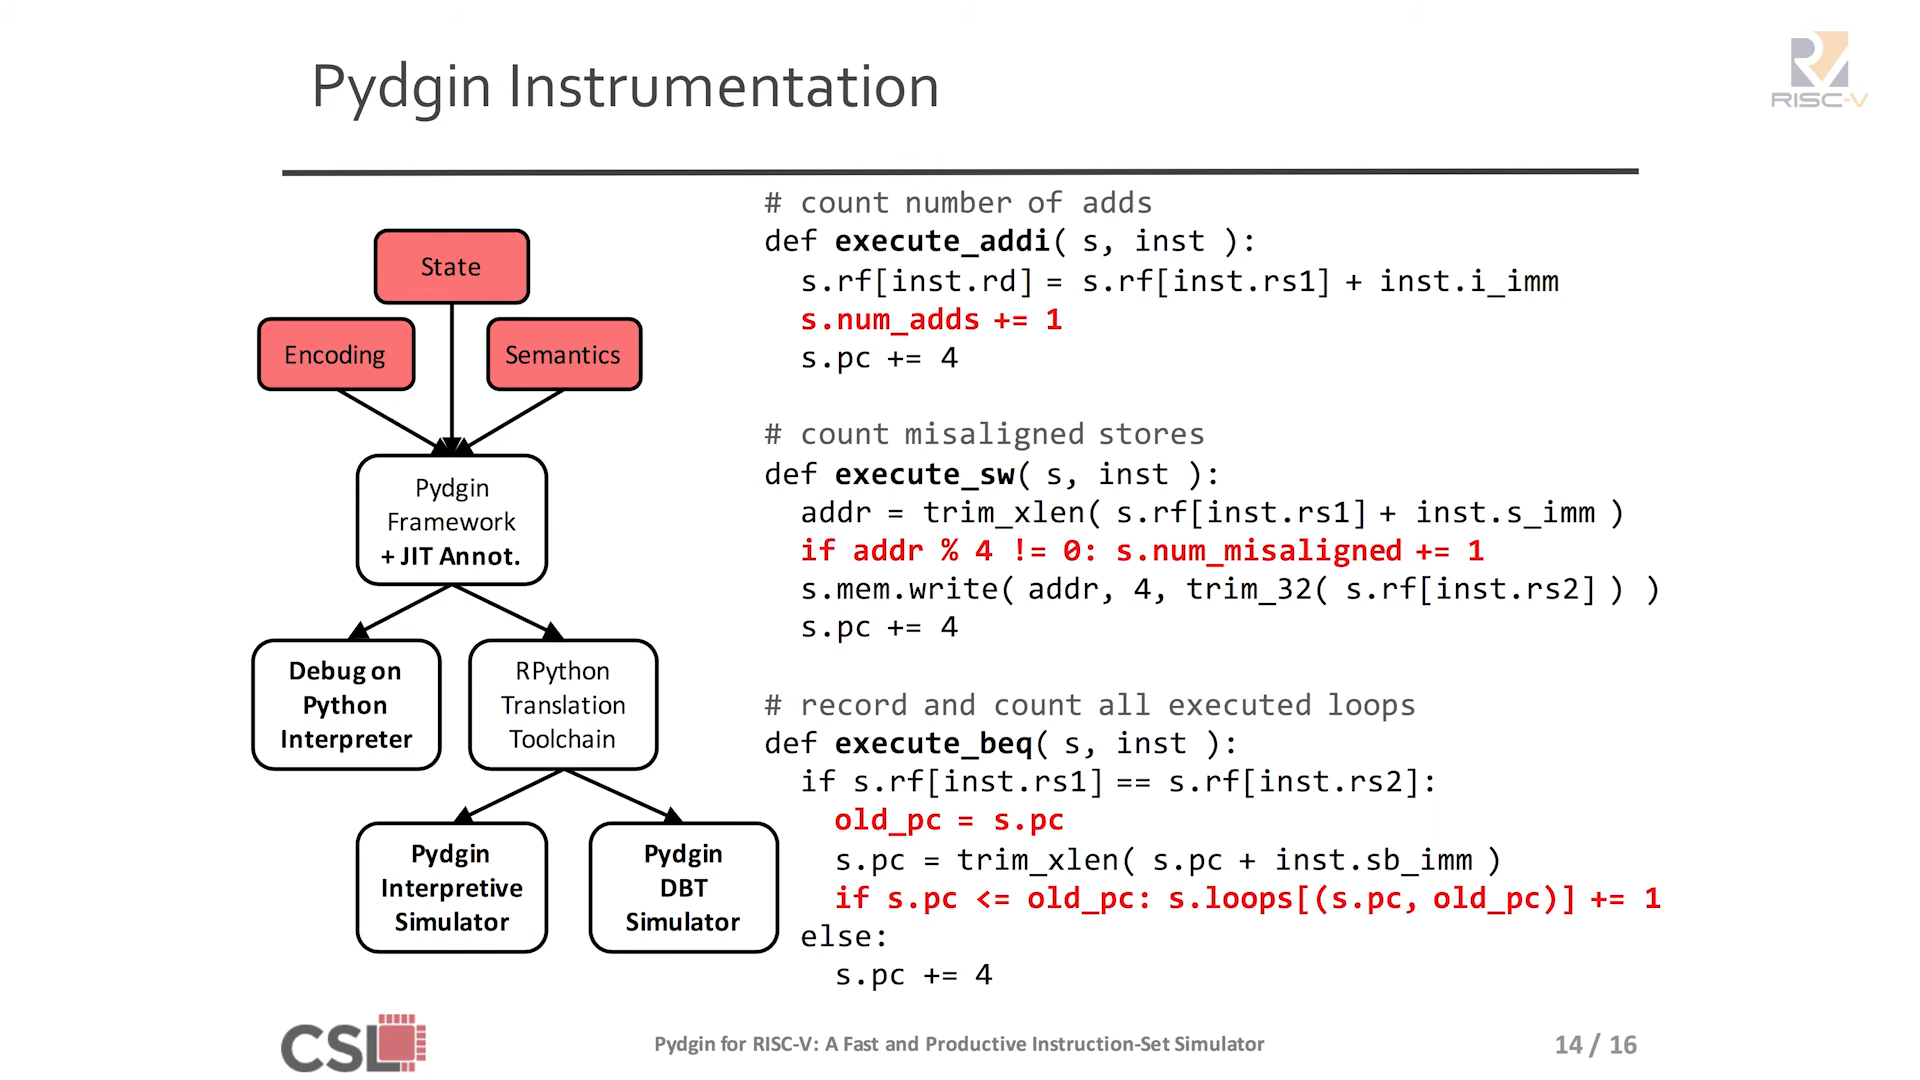 Pydgin Instrumentation
RISC-V
State
Encoding
Semantics
Pydgin
Framework
+ JIT Annot.
Debug on
Python
Interpreter
RPython
Translation
Toolchain
Pydgin
Interpretive
Simulator
Pydgin
DBT
Simulator
# count number of adds
def execute_addi( s, inst ):
  s.rf[inst.rd] = s.rf[inst.rs1] + inst.i_imm
  s.num_adds += 1
  s.pc += 4
# count misaligned stores
def execute_sw( s, inst ):
  addr = trim_xlen( s.rf[inst.rs1] + inst.s_imm )
  if addr % 4 != 0: s.num_misaligned += 1
  s.mem.write( addr, 4, trim_32( s.rf[inst.rs2] ) )
  s.pc += 4
# record and count all executed loops
def execute_beq( s, inst ):
  if s.rf[inst.rs1] == s.rf[inst.rs2]:
    old_pc = s.pc
    s.pc = trim_xlen( s.pc + inst.sb_imm )
    if s.pc <= old_pc: s.loops[(s.pc, old_pc)] += 1
  else:
    s.pc += 4
CSL
Pydgin for RISC-V: A Fast and Productive Instruction-Set Simulator
14 / 16